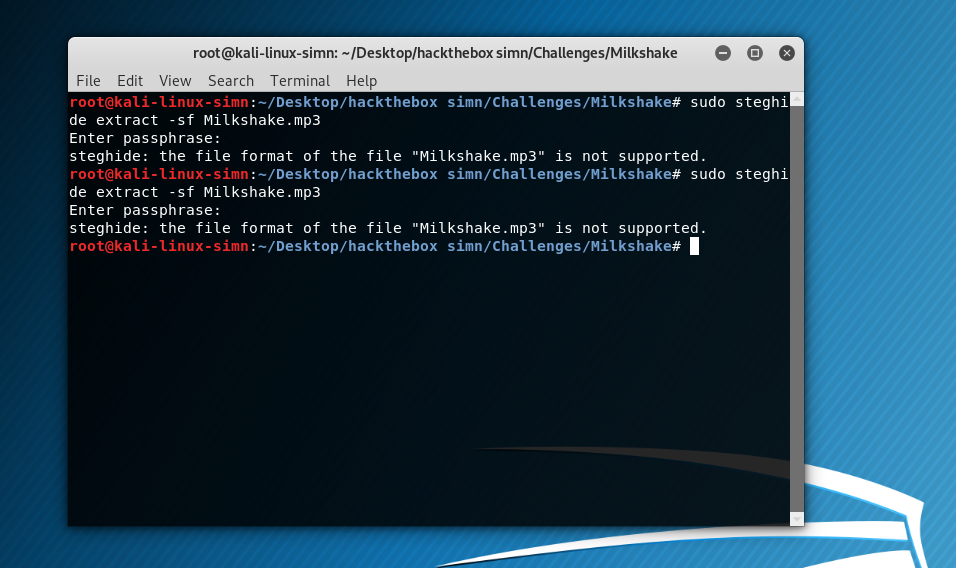 root@kali-linux-simn: ~/Desktop/hackthebox simn/Challenges/Milkshake
File Edit View Search Terminal Help
root@kali-linux-simn:~/Desktop/hackthebox simn/Challenges/Milkshake# sudo steghi
de extract -sf Milkshake.mp3
Enter passphrase:
steghide: the file format of the file "Milkshake.mp3" is not supported.
root@kali-linux-simn:~/Desktop/hackthebox simn/Challenges/Milkshake# sudo steghi
de extract -sf Milkshake.mp3
Enter passphrase:
steghide: the file format of the file "Milkshake.mp3" is not supported.
root@kali-linux-simn:~/Desktop/hackthebox simn/Challenges/Milkshake#